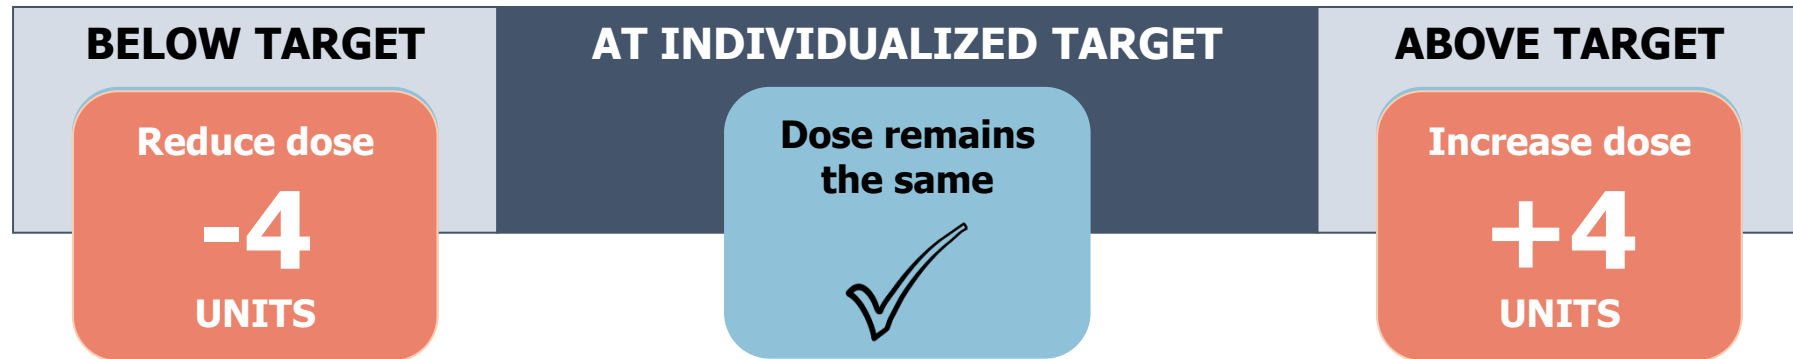 BELOW TARGET
Reduce dose
-4
UNITS
AT INDIVIDUALIZED TARGET
Dose remains
the same
ABOVE TARGET
Increase dose
+4
UNITS